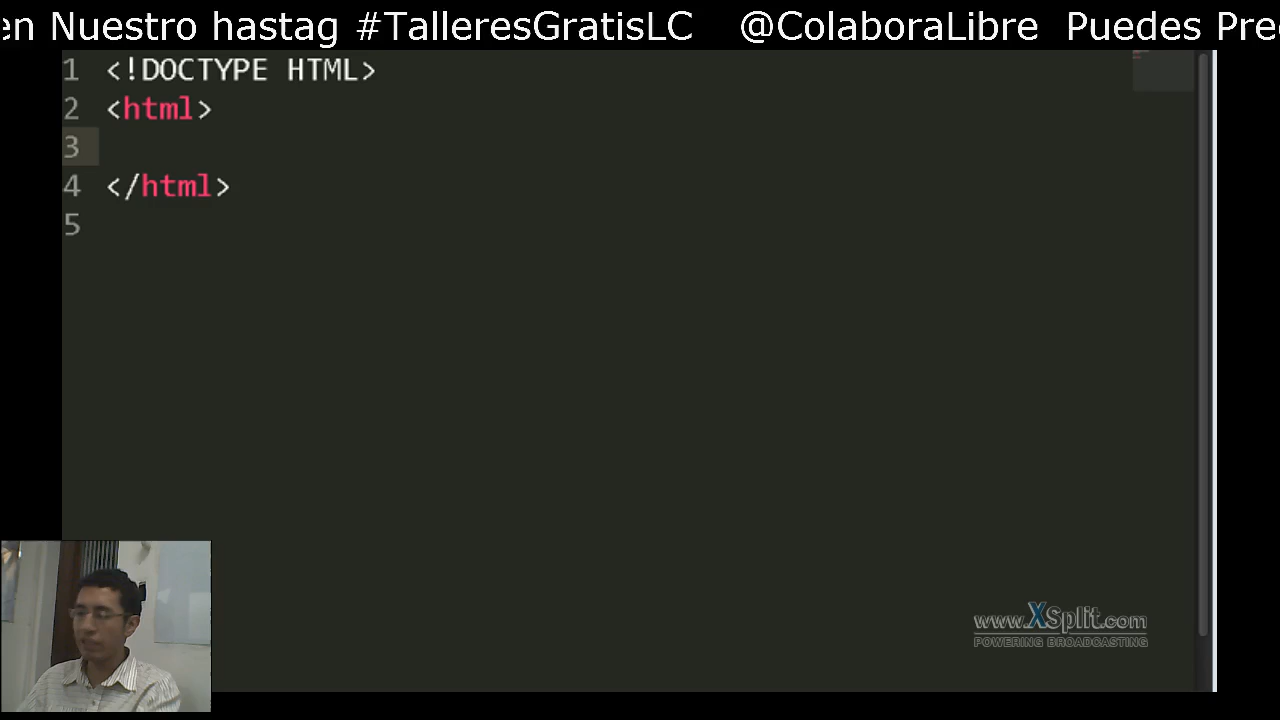 en Nuestro hastag #TalleresGratisLC @ColaboraLibre Puedes Pre
1 <!DOCTYPE HTML>
2 <html>
3
4 </html>
5
www.XSplit.com
POWERING BROADCASTING